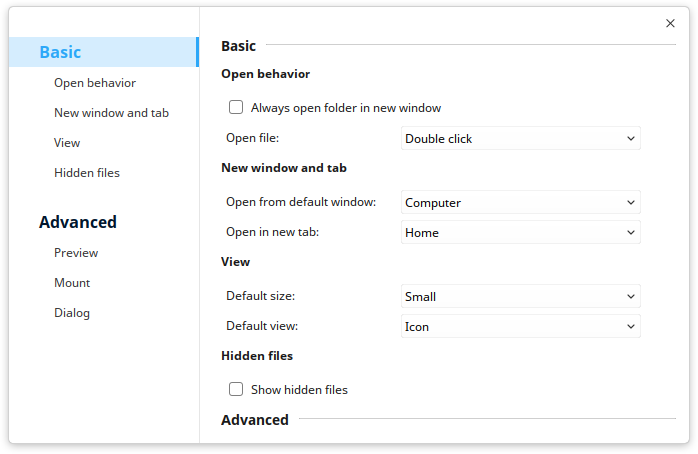 Basic
Open behavior
New window and tab
View
Hidden files
Advanced
Preview
Mount
Dialog
Basic
Open behavior
Always open folder in new window
Open file: Double click
New window and tab
Open from default window: Computer
Open in new tab: Home
View
Default size: Small
Default view: Icon
Hidden files
Show hidden files
Advanced